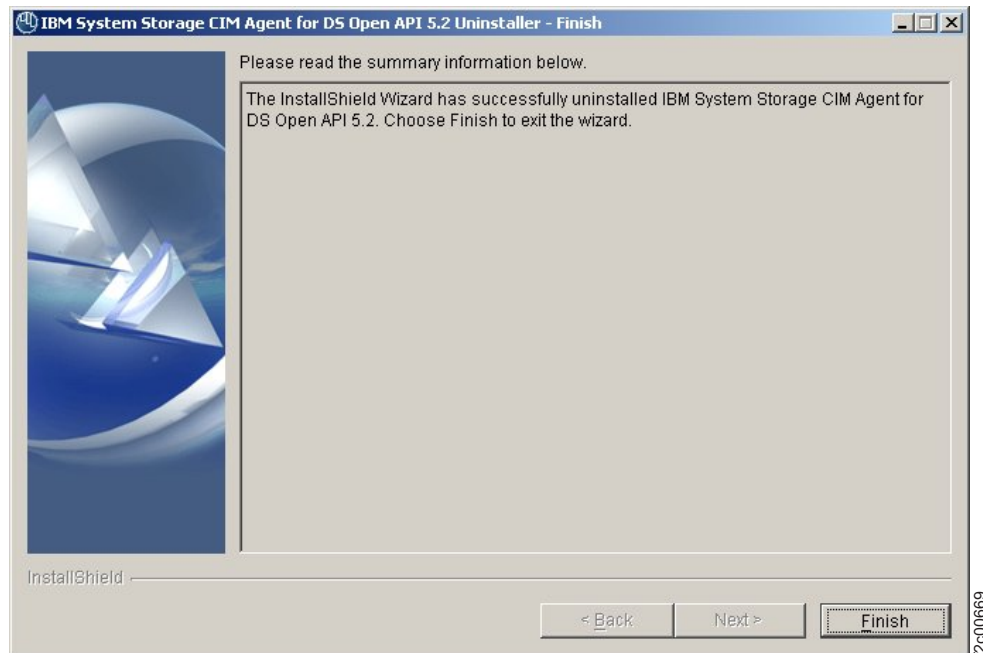 IBM System Storage CIM Agent for DS Open API 5.2 Uninstaller - Finish
Please read the summary information below.
The InstallShield Wizard has successfully uninstalled IBM System Storage CIM Agent for
DS Open API 5.2. Choose Finish to exit the wizard.
InstallShield
< Back
Next >
Finish
f2c00669